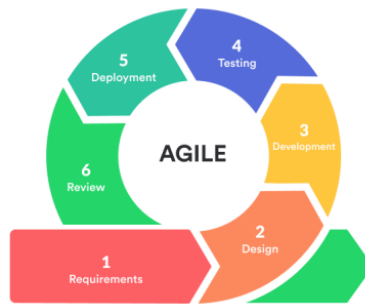 5
Deployment
4
Testing
3
Development
AGILE
6
Review
2
Design
1
Requirements